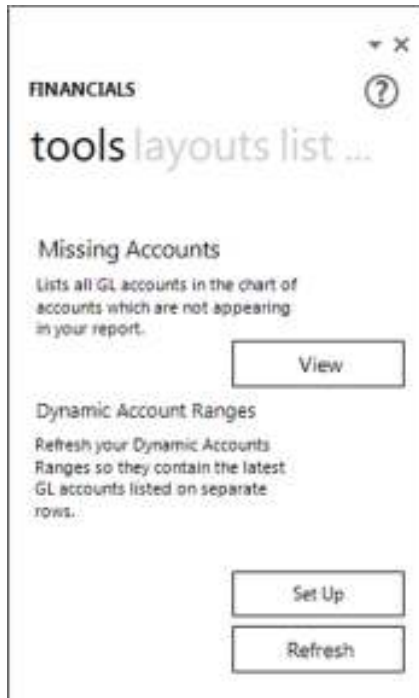 FINANCIALS
?
tools layouts list ...
Missing Accounts
Lists all GL accounts in the chart of
accounts which are not appearing
in your report.
View
Dynamic Account Ranges
Refresh your Dynamic Accounts
Ranges so they contain the latest
GL accounts listed on separate
rows.
Set Up
Refresh